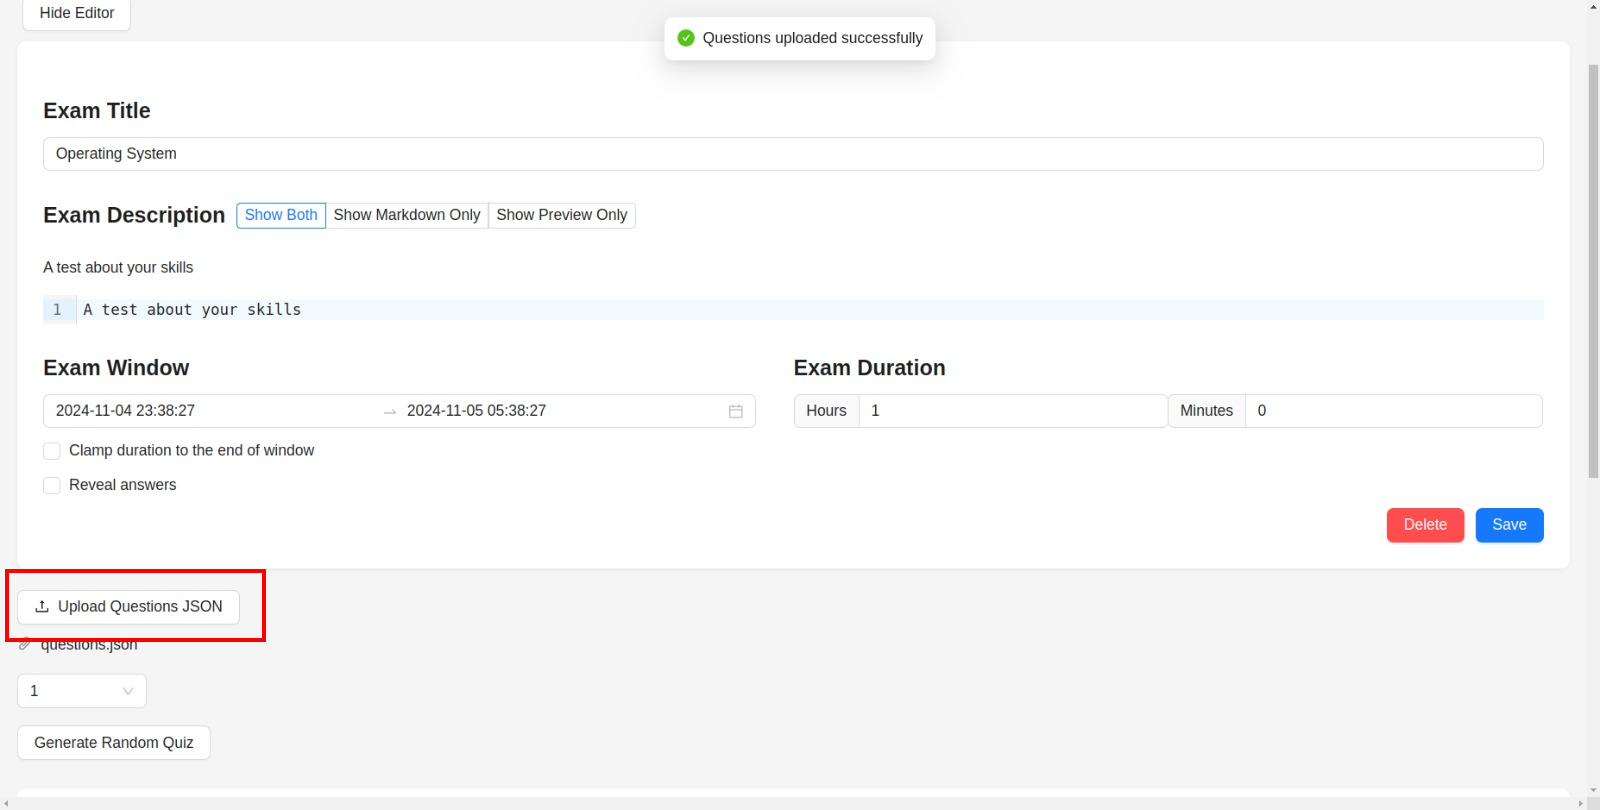 Hide Editor
Questions uploaded successfully
Exam Title
Operating System
Exam Description Show Both Show Markdown Only Show Preview Only
A test about your skills
1 A test about your skills
Exam Window
Exam Duration
2024-11-04 23:38:27 → 2024-11-05 05:38:27
Hours 1 Minutes 0
Clamp duration to the end of window
Reveal answers
Delete Save
Upload Questions JSON
questions.json
1
Generate Random Quiz